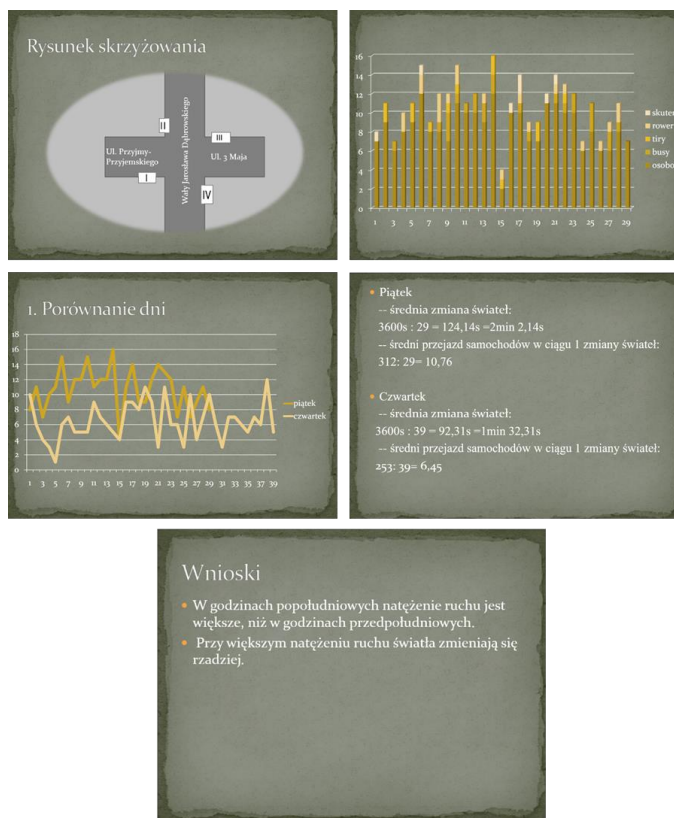 Rysunek skrzyżowania
II
III
Wały Jarosława Dąbrowskiego
Ul. Przyjmy-
Przyjemskiego
Ul. 3 Maja
I
IV
16
14
12
10
8
6
4
2
0
1 3 5 7 9 11 13 15 17 19 21 23 25 27 29
skuter
rower
tiry
busy
osobo
1. Porównanie dni
18
16
14
12
10
8
6
4
2
0
1 3 5 7 9 11 13 15 17 19 21 23 25 27 29 31 33 35 37 39
piątek
czwartek
• Piątek
-- średnia zmiana świateł:
3600s : 29 = 124,14s =2min 2,14s
-- średni przejazd samochodów w ciągu 1 zmiany świateł:
312: 29= 10,76
• Czwartek
-- średnia zmiana świateł:
3600s : 39 = 92,31s =1min 32,31s
-- średni przejazd samochodów w ciągu 1 zmiany świateł:
253: 39= 6,45
Wnioski
• W godzinach popołudniowych natężenie ruchu jest
większe, niż w godzinach przedpołudniowych.
• Przy większym natężeniu ruchu światła zmieniają się
rzadziej.